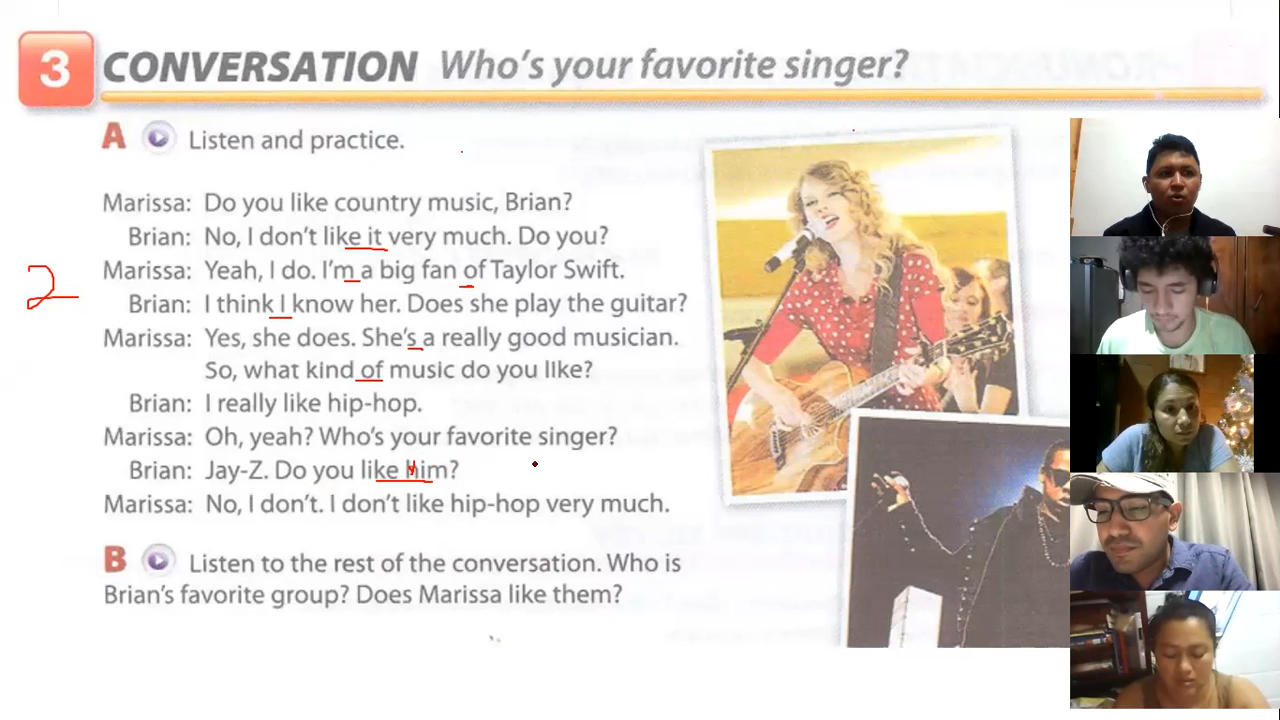 3 CONVERSATION Who's your favorite singer?
A Listen and practice.
Marissa: Do you like country music, Brian?
Brian: No, I don't like it very much. Do you?
Marissa: Yeah, I do. I'm a big fan of Taylor Swift.
2
Brian: I think I know her. Does she play the guitar?
Marissa: Yes, she does. She's a really good musician.
So, what kind of music do you like?
Brian: I really like hip-hop.
Marissa: Oh, yeah? Who's your favorite singer?
Brian: Jay-Z. Do you like him?
Marissa: No, I don't. I don't like hip-hop very much.
B Listen to the rest of the conversation. Who is
Brian's favorite group? Does Marissa like them?